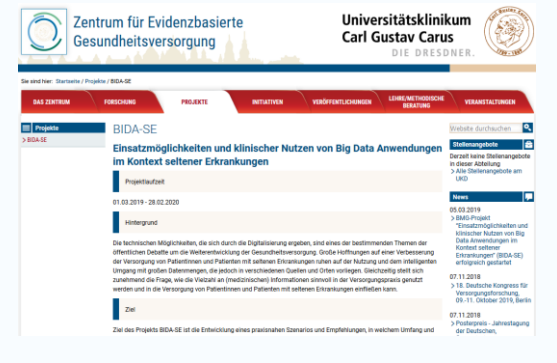 Zentrum für Evidenzbasierte
Gesundheitsversorgung
Universitätsklinikum
Carl Gustav Carus
DIE DRESDNER.
Sie sind hier: Startseite / Projekte / BIDA-SE
DAS ZENTRUM
FORSCHUNG
PROJEKTE
INITIATIVEN
VERÖFFENTLICHUNGEN
LEHRE/METHODISCHE
BERATUNG
VERANSTALTUNGEN
Projekte
> BIDA-SE
BIDA-SE
Einsatzmöglichkeiten und klinischer Nutzen von Big Data Anwendungen
im Kontext seltener Erkrankungen
Projektlaufzeit
01.03.2019 - 28.02.2020
Hintergrund
Die technischen Möglichkeiten, die sich durch die Digitalisierung ergeben, sind eines der bestimmenden Themen der
öffentlichen Debatte um die Weiterentwicklung der Gesundheitsversorgung. Große Hoffnungen auf einer Verbesserung
der Versorgung von Patientinnen und Patienten mit seltenen Erkrankungen ruhen auf der Nutzung und dem intelligenten
Umgang mit großen Datenmengen, die jedoch in verschiedenen Quellen und Orten vorliegen. Gleichzeitig stellt sich
zunehmend die Frage, wie die Vielzahl an (medizinischen) Informationen sinnvoll in der Versorgungspraxis genutzt
werden und in die Versorgung von Patientinnen und Patienten mit seltenen Erkrankungen einfließen kann.
Ziel
Ziel des Projekts BIDA-SE ist die Entwicklung eines praxisnahen Szenarios und Empfehlungen, in welchem Umfang und
Website durchsuchen
Stellenangebote
Derzeit keine Stellenangebote
in dieser Abteilung
> Alle Stellenangebote am
UKD
News
05.03.2019
> BMG-Projekt
"Einsatzmöglichkeiten und
klinischer Nutzen von Big
Data Anwendungen im
Kontext seltener
Erkrankungen" (BIDA-SE)
erfolgreich gestartet
07.11.2018
> 18. Deutsche Kongress für
Versorgungsforschung,
09.-11. Oktober 2019, Berlin
07.11.2018
> Posterpreis - Jahrestagung
der Deutschen,